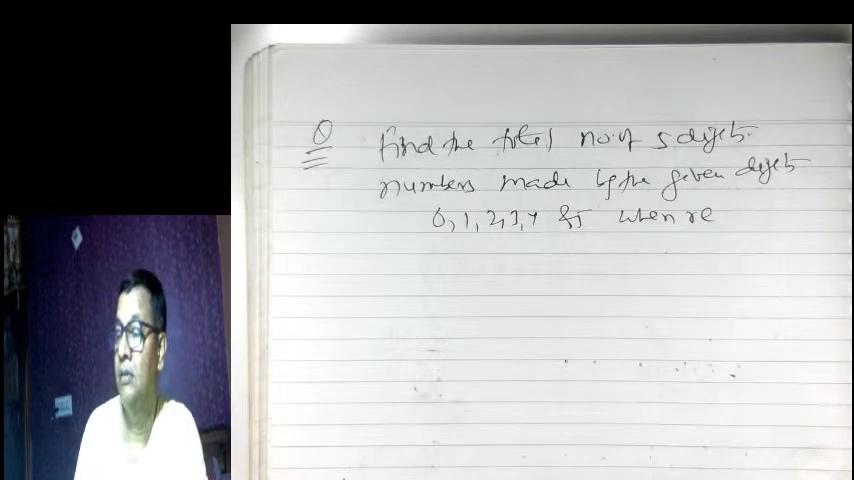 Q find the total no. of 5 digits
numbers made by the given digits
0, 1, 2, 3, 4 & 5 when re